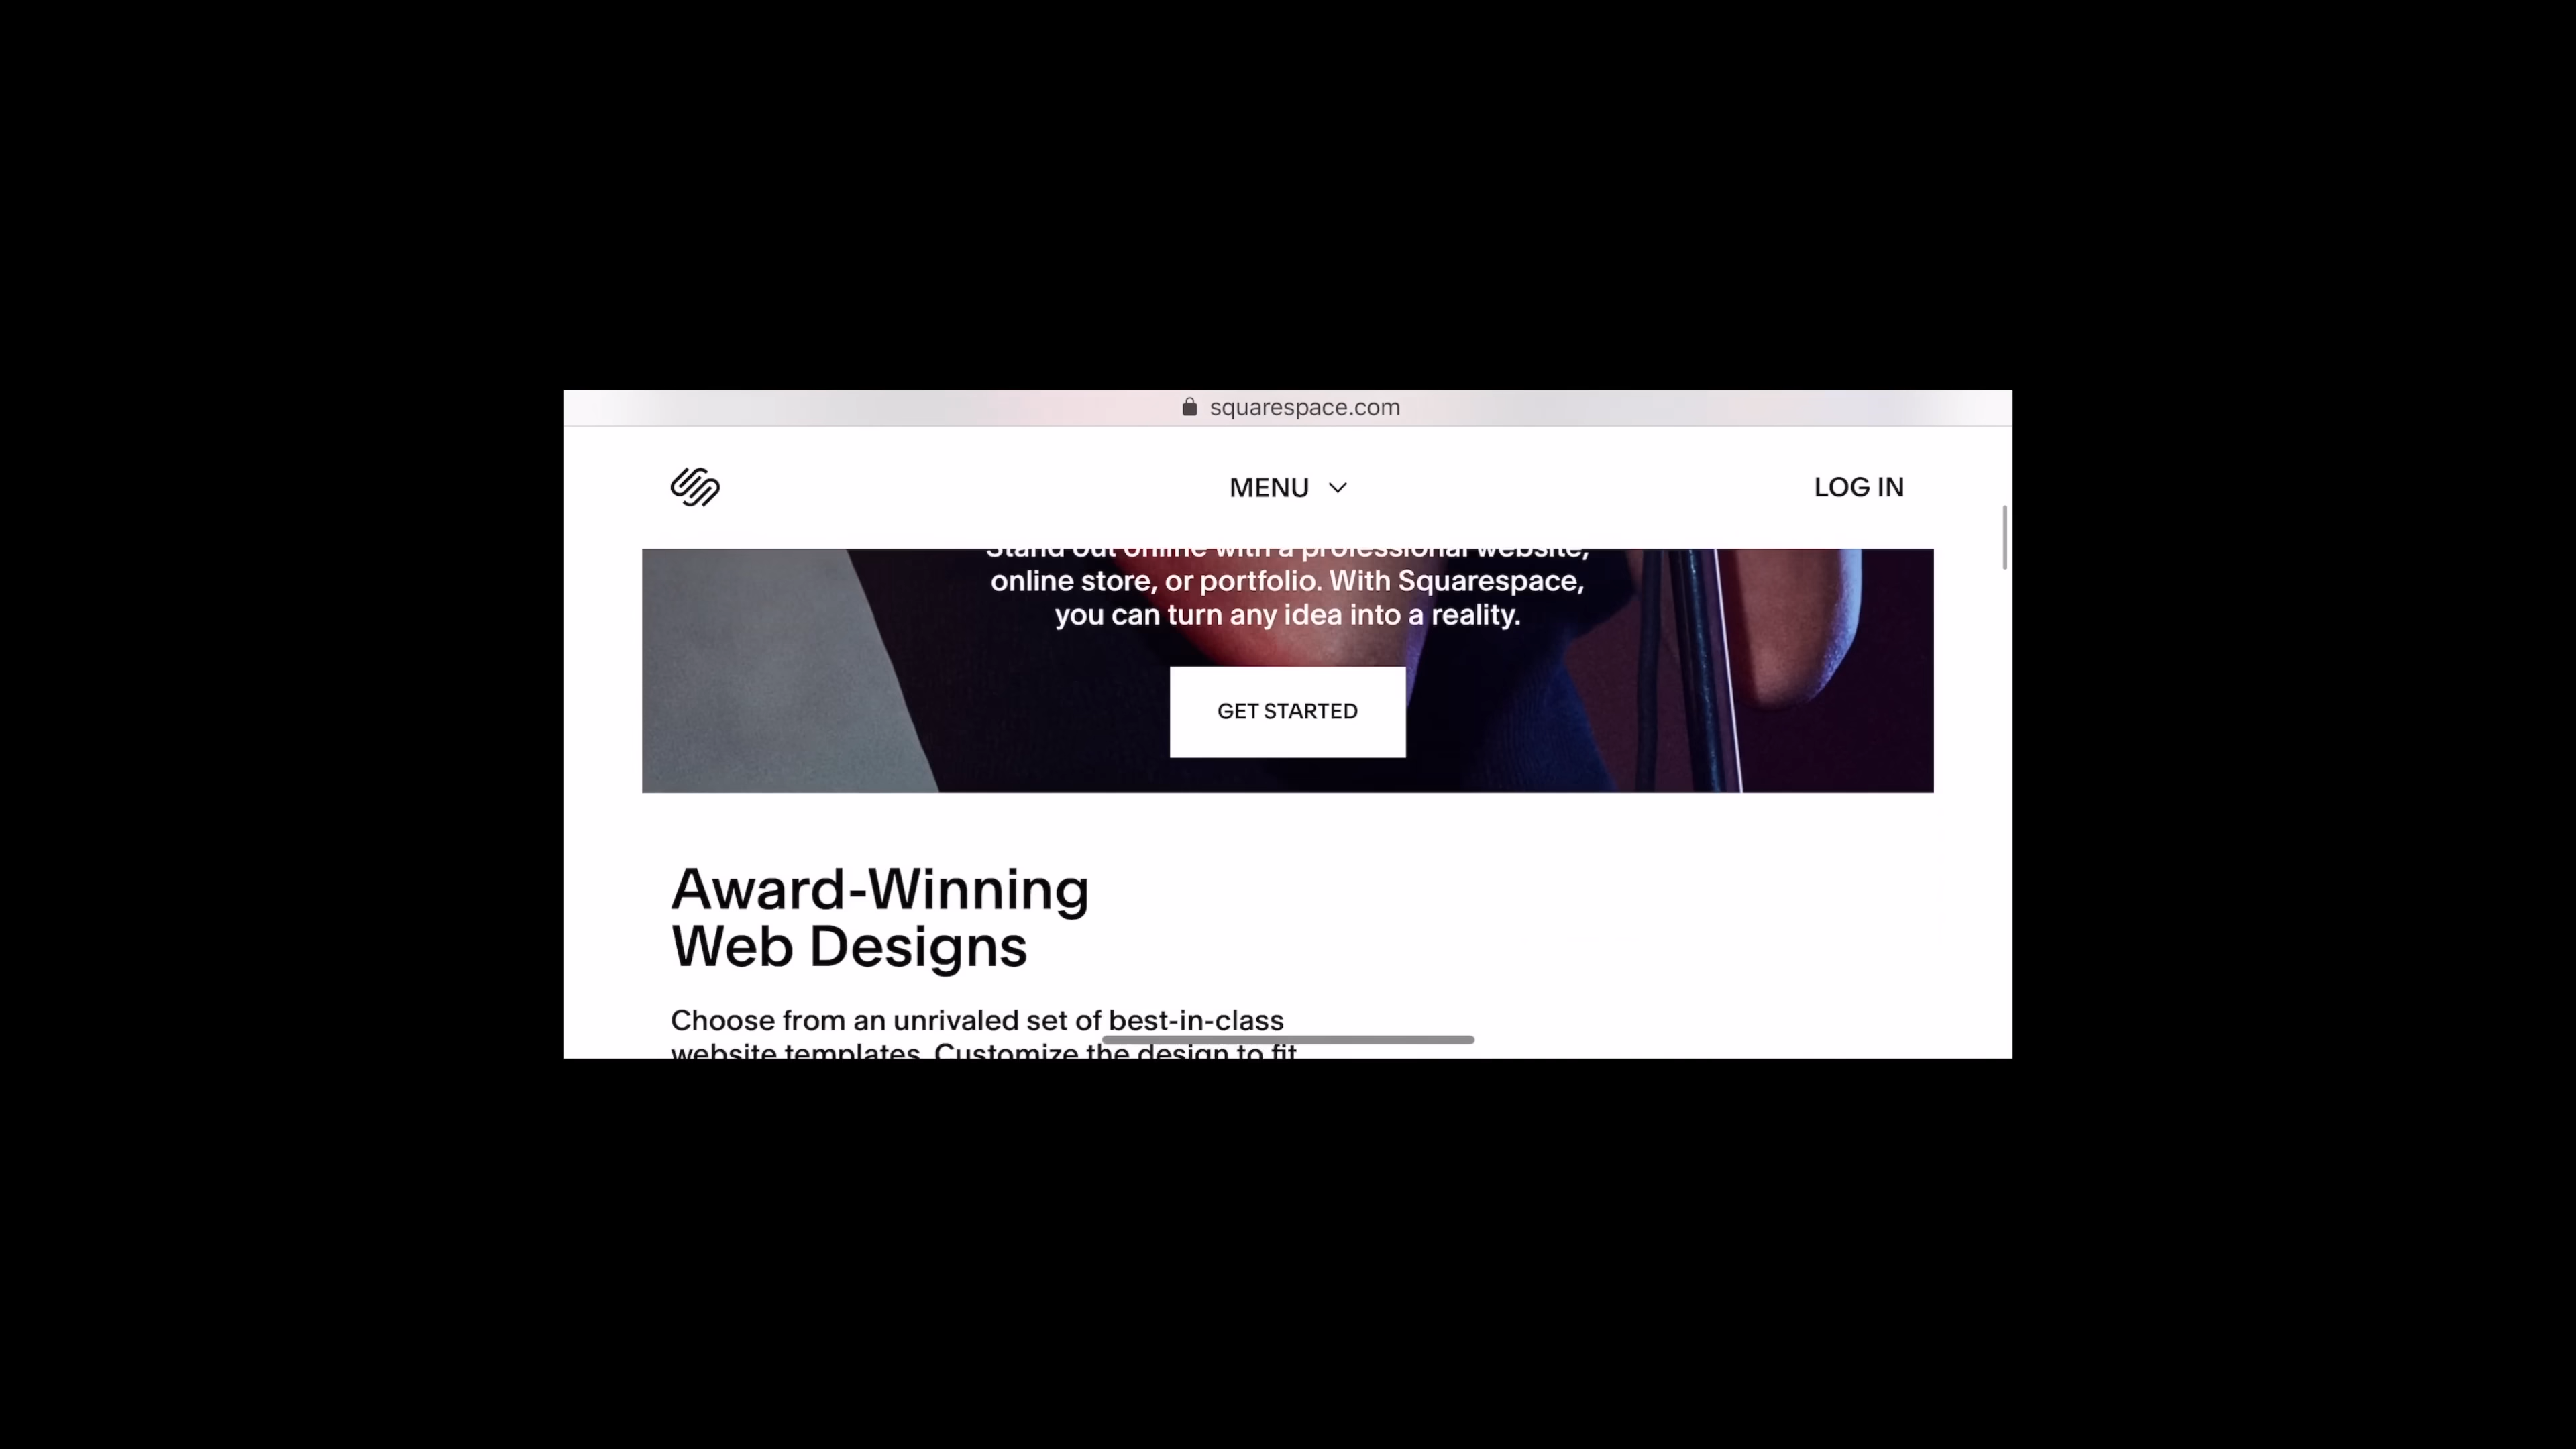 squarespace.com
MENU
LOG IN
Stand out online with a professional website,
online store, or portfolio. With Squarespace,
you can turn any idea into a reality.
GET STARTED
Award-Winning
Web Designs
Choose from an unrivaled set of best-in-class
website templates. Customize the design to fit